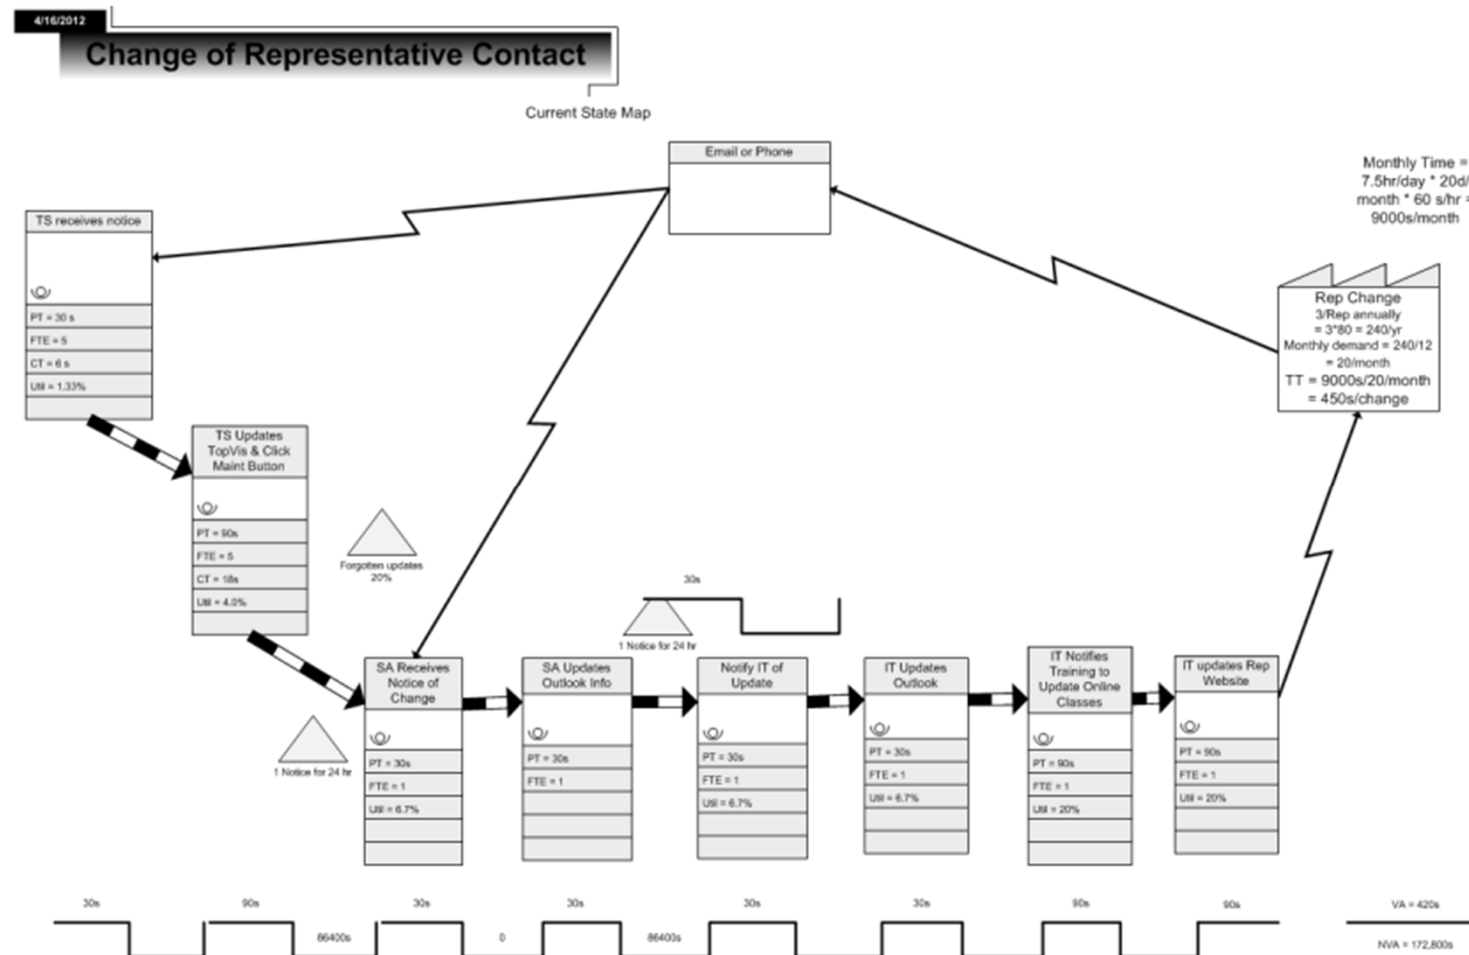 4/16/2012
Change of Representative Contact
Current State Map
Email or Phone
Monthly Time =
7.5hr/day * 20d/
month * 60 s/hr =
9000s/month
TS receives notice
PT = 30 s
FTE = 5
CT = 6 s
Util = 1.33%
Rep Change
3/Rep annually
= 3*80 = 240/yr
Monthly demand = 240/12
= 20/month
TT = 9000s/20/month
= 450s/change
TS Updates
TopVis & Click
Maint Button
PT = 90s
FTE = 5
CT = 18s
Util = 4.0%
Forgotten updates
20%
30s
1 Notice for 24 hr
1 Notice for 24 hr
SA Receives
Notice of
Change
PT = 30s
FTE = 1
Util = 6.7%
SA Updates
Outlook Info
PT = 30s
FTE = 1
Notify IT of
Update
PT = 30s
FTE = 1
Util = 6.7%
IT Updates
Outlook
PT = 30s
FTE = 1
Util = 6.7%
IT Notifies
Training to
Update Online
Classes
PT = 90s
FTE = 1
Util = 20%
IT updates Rep
Website
PT = 90s
FTE = 1
Util = 20%
30s
90s
30s
30s
30s
30s
90s
90s
VA = 420s
86400s
0
86400s
NVA = 172,800s